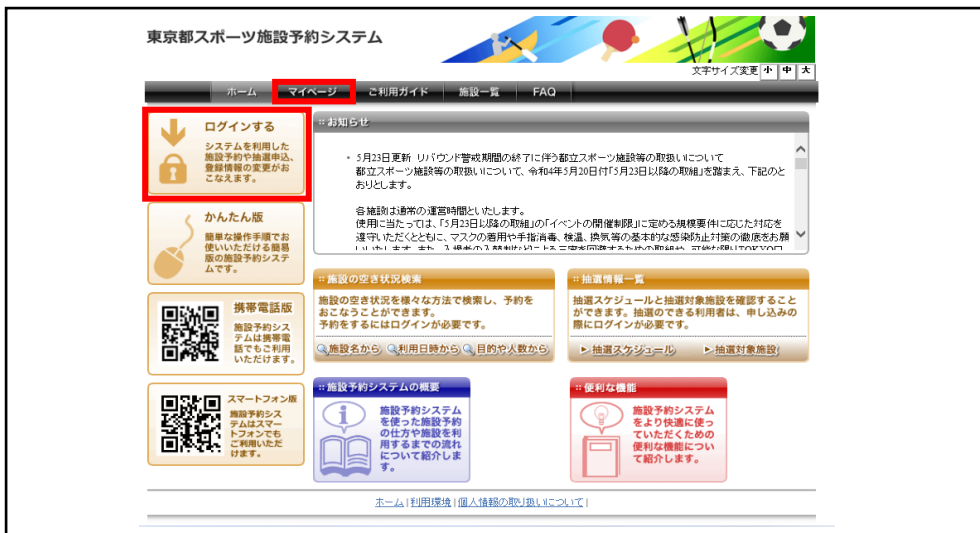 東京都スポーツ施設予約システム
文字サイズ変更 小 中 大
ホーム マイページ ご利用ガイド 施設一覧 FAQ
ログインする
システムを利用した
施設予約や抽選申込、
登録情報の変更がお
こなえます。
かんたん版
簡単な操作手順でお
使いいただける簡易
版の施設予約システ
ムです。
携帯電話版
施設予約シス
テムは携帯電
話でもご利用
いただけます。
スマートフォン版
施設予約シス
テムはスマー
トフォンでも
ご利用いただ
けます。
お知らせ
・ 5月23日更新 リバウンド警戒期間の終了に伴う都立スポーツ施設等の取扱いについて
都立スポーツ施設等の取扱いについて、令和4年5月20日付「5月23日以降の取組」を踏まえ、下記のと
おりとします。
各施設は通常の運営時間といたします。
使用に当たっては、「5月23日以降の取組」の「イベントの開催制限」に定める規模要件に応じた対応を
遵守いただくとともに、マスクの着用や手指消毒、検温、換気等の基本的な感染防止対策の徹底をお願
施設の空き状況検索
施設の空き状況を様々な方法で検索し、予約を
おこなうことができます。
予約をするにはログインが必要です。
施設名から 利用日時から 目的や人数から
抽選情報一覧
抽選スケジュールと抽選対象施設を確認すること
ができます。抽選のできる利用者は、申し込みの
際にログインが必要です。
抽選スケジュール 抽選対象施設
施設予約システムの概要
施設予約システム
を使った施設予約
の仕方や施設を利
用するまでの流れ
について紹介しま
す。
便利な機能
施設予約システム
をより快適に使っ
ていただくための
便利な機能につい
て紹介します。
ホーム | 利用環境 | 個人情報の取り扱いについて |